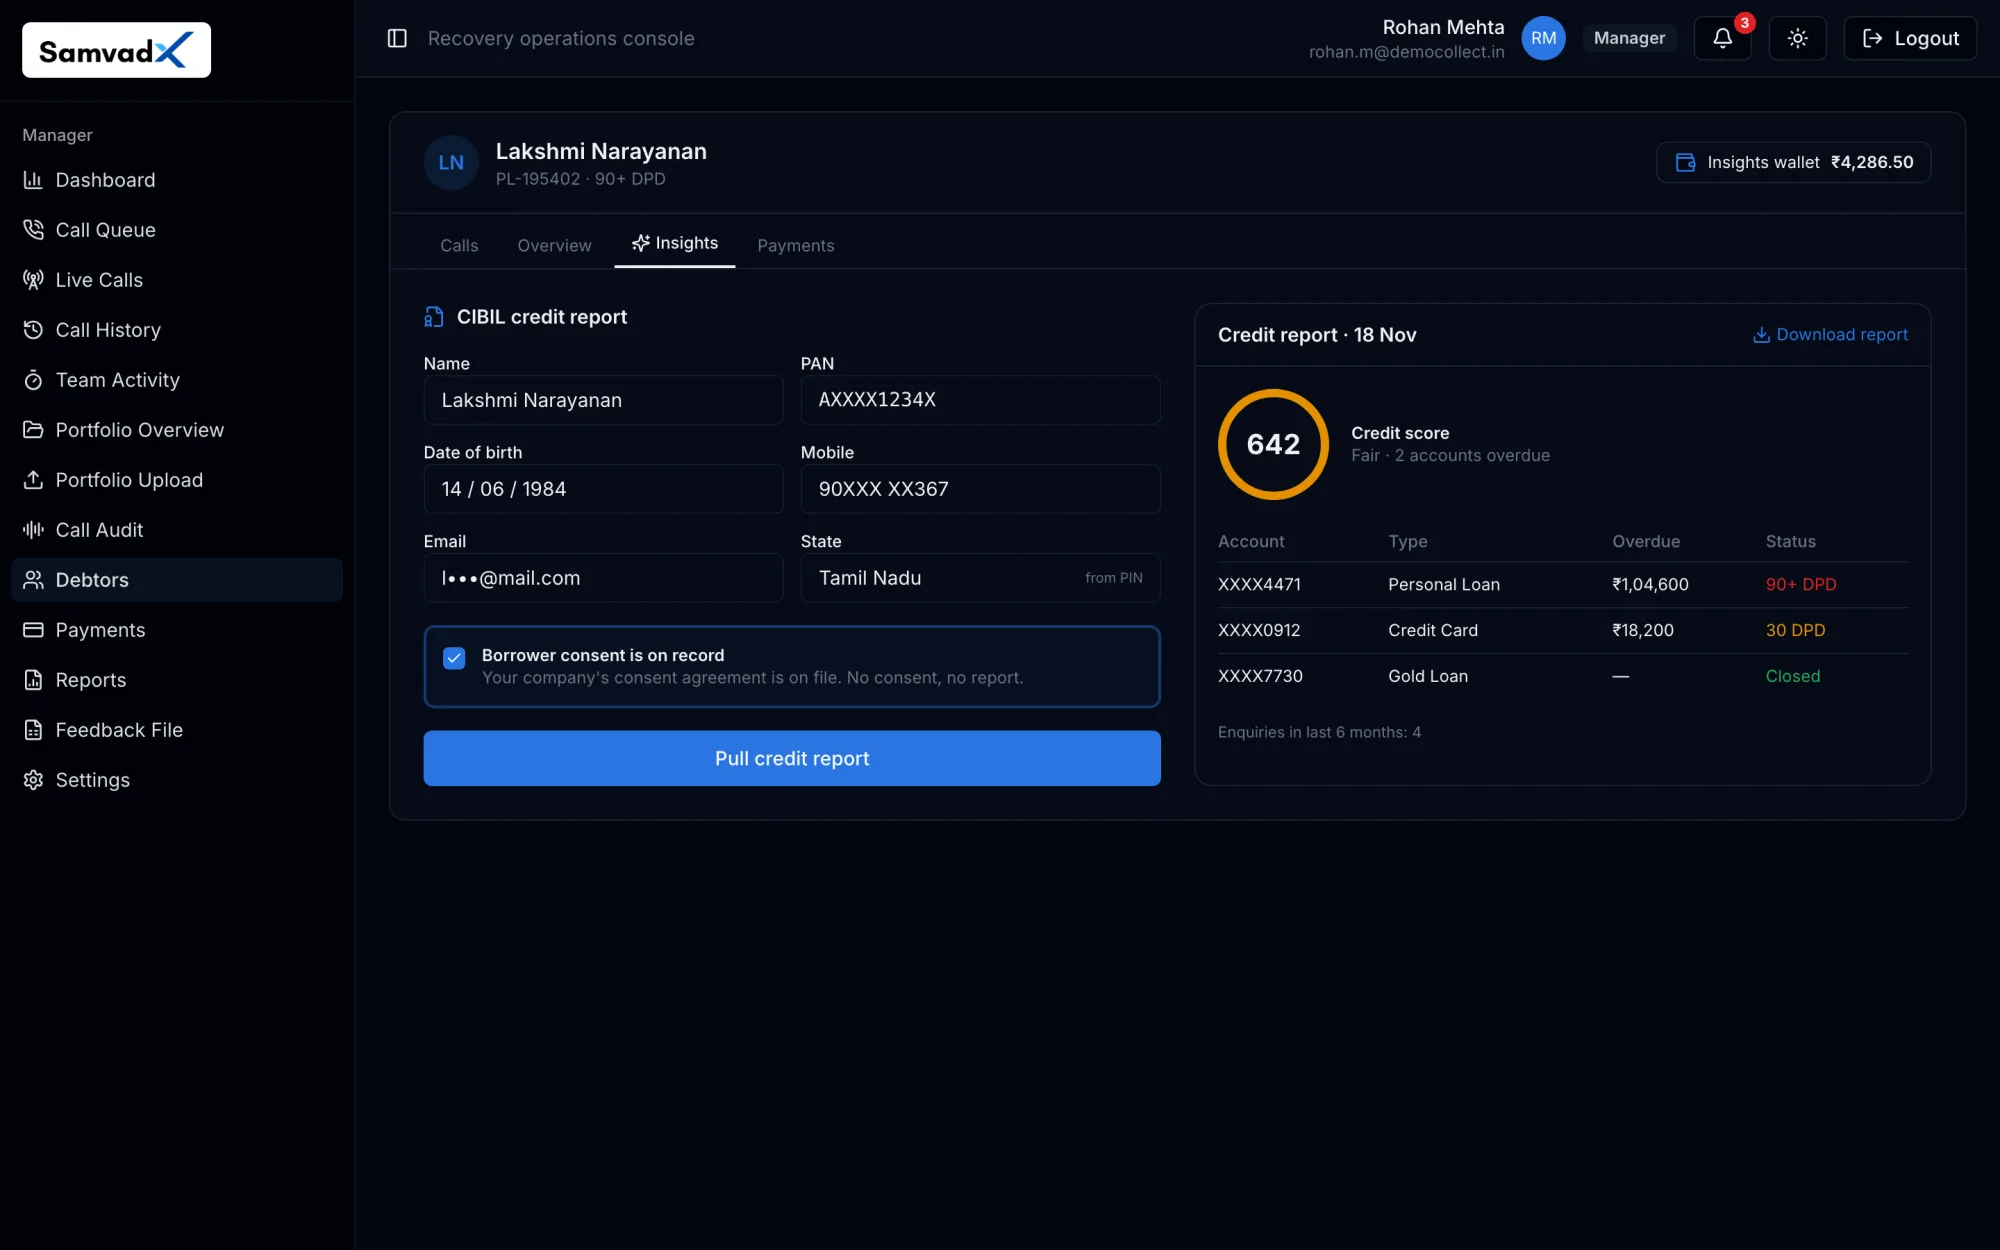 SamvadX
Manager
Dashboard
Call Queue
Live Calls
Call History
Team Activity
Portfolio Overview
Portfolio Upload
Call Audit
Debtors
Payments
Reports
Feedback File
Settings
Recovery operations console
Rohan Mehta
rohan.m@democollect.in
RM
Manager
3
Logout
LN
Lakshmi Narayanan
PL-195402 · 90+ DPD
Insights wallet ₹4,286.50
Calls
Overview
Insights
Payments
CIBIL credit report
Name
Lakshmi Narayanan
PAN
AXXXX1234X
Date of birth
14 / 06 / 1984
Mobile
90XXX XX367
Email
l•••@mail.com
State
Tamil Nadu from PIN
Borrower consent is on record
Your company's consent agreement is on file. No consent, no report.
Pull credit report
Credit report · 18 Nov
Download report
642
Credit score
Fair · 2 accounts overdue
Account Type Overdue Status
XXXX4471 Personal Loan ₹1,04,600 90+ DPD
XXXX0912 Credit Card ₹18,200 30 DPD
XXXX7730 Gold Loan — Closed
Enquiries in last 6 months: 4